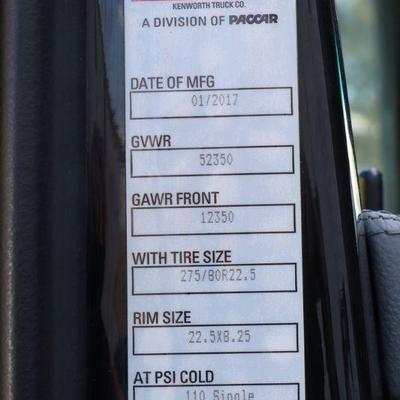 KENWORTH TRUCK CO.
A DIVISION OF PACCAR
DATE OF MFG
01/2017
GVWR
52350
GAWR FRONT
12350
WITH TIRE SIZE
275/80R22.5
RIM SIZE
22.5X8.25
AT PSI COLD
110 Single